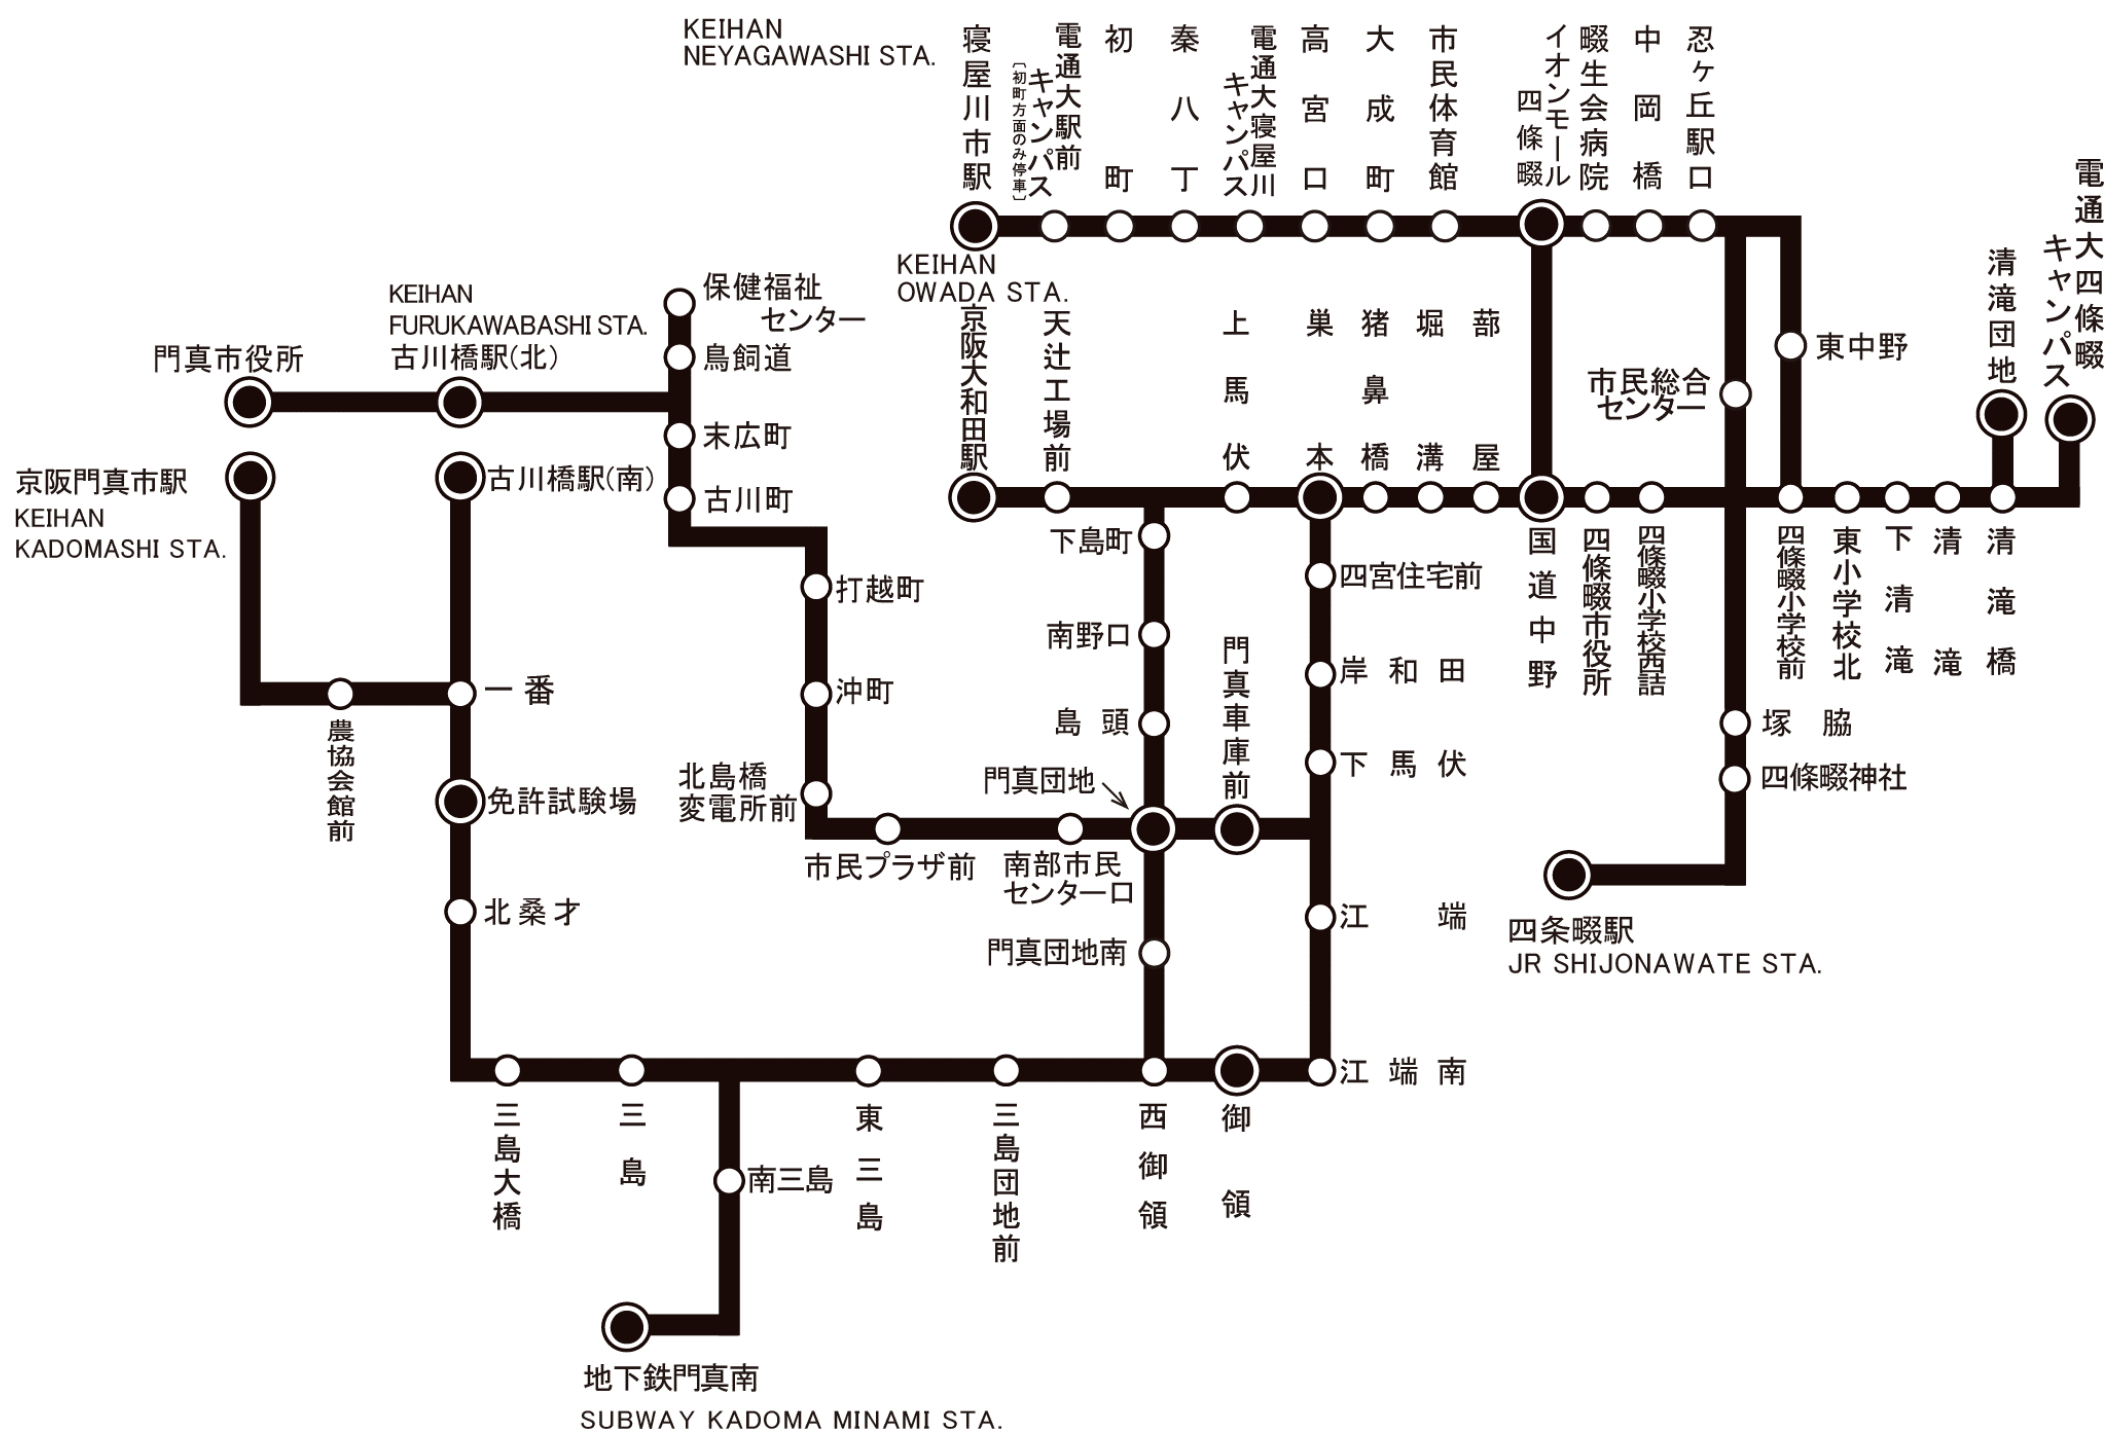 KEIHAN
NEYAGAWASHI STA.
寝屋川市駅
電通大駅前
キャンパス
〔初町方面のみ停車〕
初町
秦八丁
電通大寝屋川
キャンパス
高宮口
大成町
市民体育館
イオンモール
四條畷
畷生会病院
中岡橋
忍ケ丘駅口
電通大四條畷
キャンパス
清滝団地
東中野
市民総合
センター
KEIHAN
OWADA STA.
京阪大和田駅
天辻工場前
上馬伏
巣本
猪鼻橋
堀溝
蔀屋
国道中野
四條畷市役所
四條畷小学校西詰
四條畷小学校前
東小学校北
下清滝
清滝
清滝橋
KEIHAN
FURUKAWABASHI STA.
古川橋駅(北)
門真市役所
保健福祉
センター
鳥飼道
末広町
古川町
京阪門真市駅
KEIHAN
KADOMASHI STA.
古川橋駅(南)
打越町
沖町
北島橋
変電所前
市民プラザ前
南部市民
センター口
門真団地
門真車庫前
下島町
南野口
島頭
門真団地南
四宮住宅前
岸和田
下馬伏
江端
江端南
塚脇
四條畷神社
四条畷駅
JR SHIJONAWATE STA.
農協会館前
一番
免許試験場
北桑才
三島大橋
三島
南三島
東三島
三島団地前
西御領
御領
地下鉄門真南
SUBWAY KADOMA MINAMI STA.